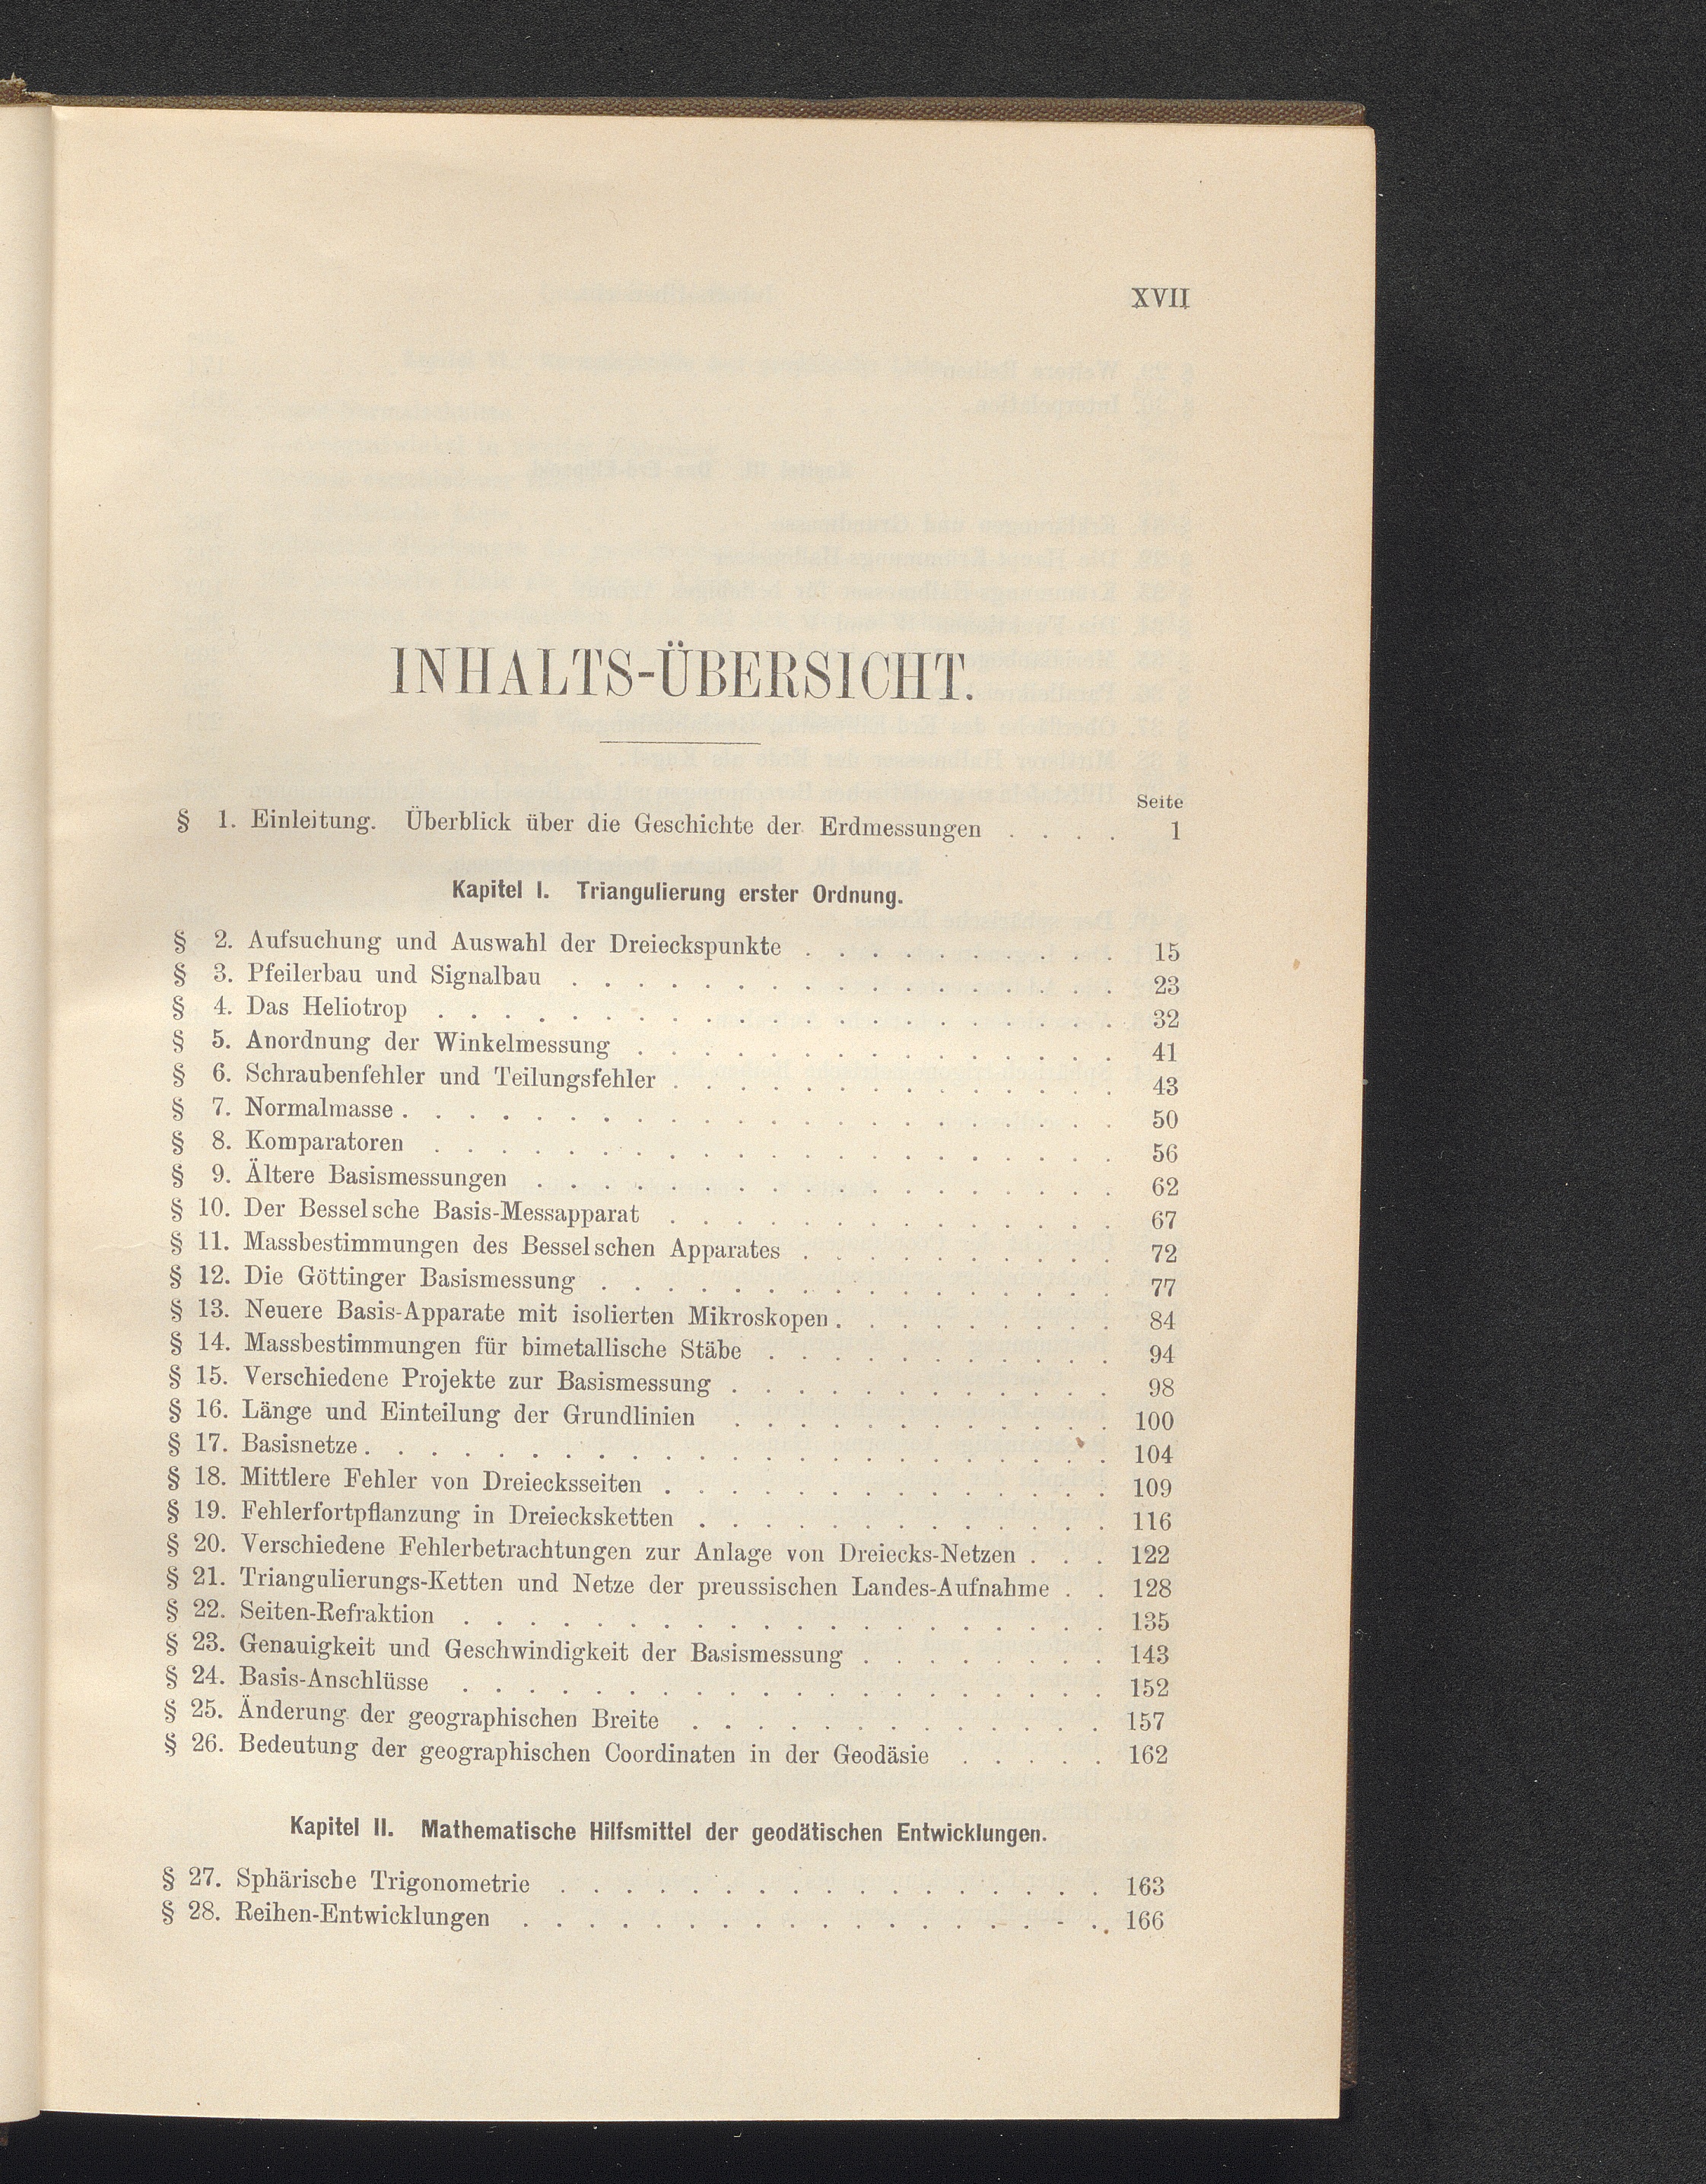 XVII
INHALTS-ÜBERSICHT.
Seite
§ 1. Einleitung. Überblick über die Geschichte der Erdmessungen . . . . 1
Kapitel I. Triangulierung erster Ordnung.
§ 2. Aufsuchung und Auswahl der Dreieckspunkte . . . . . . . . . . 15
§ 3. Pfeilerbau und Signalbau . . . . . . . . . . . . . . . . . 23
§ 4. Das Heliotrop . . . . . . . . . . . . . . . . . . . . . 32
§ 5. Anordnung der Winkelmessung . . . . . . . . . . . . . . . 41
§ 6. Schraubenfehler und Teilungsfehler . . . . . . . . . . . . . . 43
§ 7. Normalmasse . . . . . . . . . . . . . . . . . . . . . . 50
§ 8. Komparatoren . . . . . . . . . . . . . . . . . . . . . 56
§ 9. Ältere Basismessungen . . . . . . . . . . . . . . . . . . 62
§ 10. Der Besselsche Basis-Messapparat . . . . . . . . . . . . . . 67
§ 11. Massbestimmungen des Besselschen Apparates . . . . . . . . . . 72
§ 12. Die Göttinger Basismessung . . . . . . . . . . . . . . . . 77
§ 13. Neuere Basis-Apparate mit isolierten Mikroskopen . . . . . . . . . 84
§ 14. Massbestimmungen für bimetallische Stäbe . . . . . . . . . . . 94
§ 15. Verschiedene Projekte zur Basismessung . . . . . . . . . . . . 98
§ 16. Länge und Einteilung der Grundlinien . . . . . . . . . . . . 100
§ 17. Basisnetze . . . . . . . . . . . . . . . . . . . . . . . 104
§ 18. Mittlere Fehler von Dreiecksseiten . . . . . . . . . . . . . . 109
§ 19. Fehlerfortpflanzung in Dreiecksketten . . . . . . . . . . . . . 116
§ 20. Verschiedene Fehlerbetrachtungen zur Anlage von Dreiecks-Netzen . . . 122
§ 21. Triangulierungs-Ketten und Netze der preussischen Landes-Aufnahme . . 128
§ 22. Seiten-Refraktion . . . . . . . . . . . . . . . . . . . . 135
§ 23. Genauigkeit und Geschwindigkeit der Basismessung . . . . . . . . 143
§ 24. Basis-Anschlüsse . . . . . . . . . . . . . . . . . . . . 152
§ 25. Änderung der geographischen Breite . . . . . . . . . . . . . 157
§ 26. Bedeutung der geographischen Coordinaten in der Geodäsie . . . . . 162
Kapitel II. Mathematische Hilfsmittel der geodätischen Entwicklungen.
§ 27. Sphärische Trigonometrie . . . . . . . . . . . . . . . . . 163
§ 28. Reihen-Entwicklungen . . . . . . . . . . . . . . . . . . 166